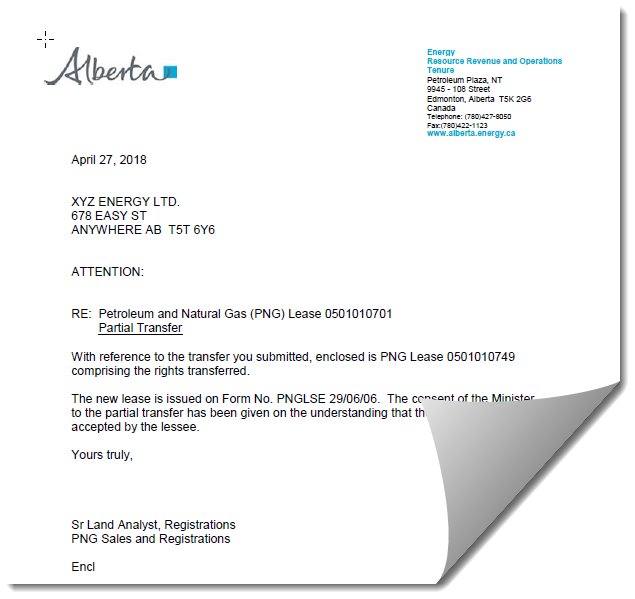 Alberta
Energy
Resource Revenue and Operations
Tenure
Petroleum Plaza, NT
9945 - 108 Street
Edmonton, Alberta T5K 2G6
Canada
Telephone: (780)427-8050
Fax:(780)422-1123
www.alberta.energy.ca
April 27, 2018
XYZ ENERGY LTD.
678 EASY ST
ANYWHERE AB T5T 6Y6
ATTENTION:
RE: Petroleum and Natural Gas (PNG) Lease 0501010701
Partial Transfer
With reference to the transfer you submitted, enclosed is PNG Lease 0501010749
comprising the rights transferred.
The new lease is issued on Form No. PNGLSE 29/06/06. The consent of the Minister
to the partial transfer has been given on the understanding that
accepted by the lessee.
Yours truly,
Sr Land Analyst, Registrations
PNG Sales and Registrations
Encl